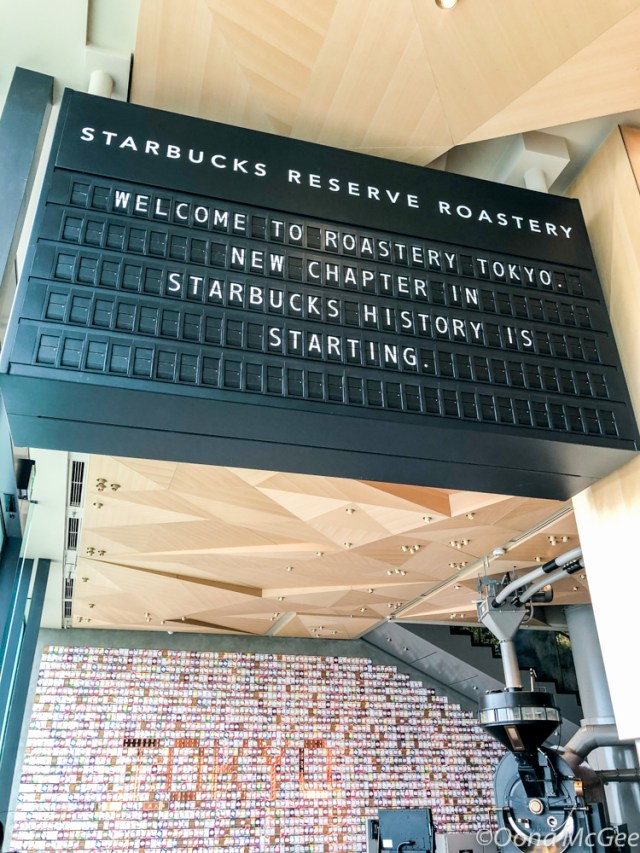 STARBUCKS RESERVE ROASTERY
WELCOME TO ROASTERY TOKYO.
NEW CHAPTER IN
STARBUCKS HISTORY IS
STARTING.
TOKYO
©Oona McGee